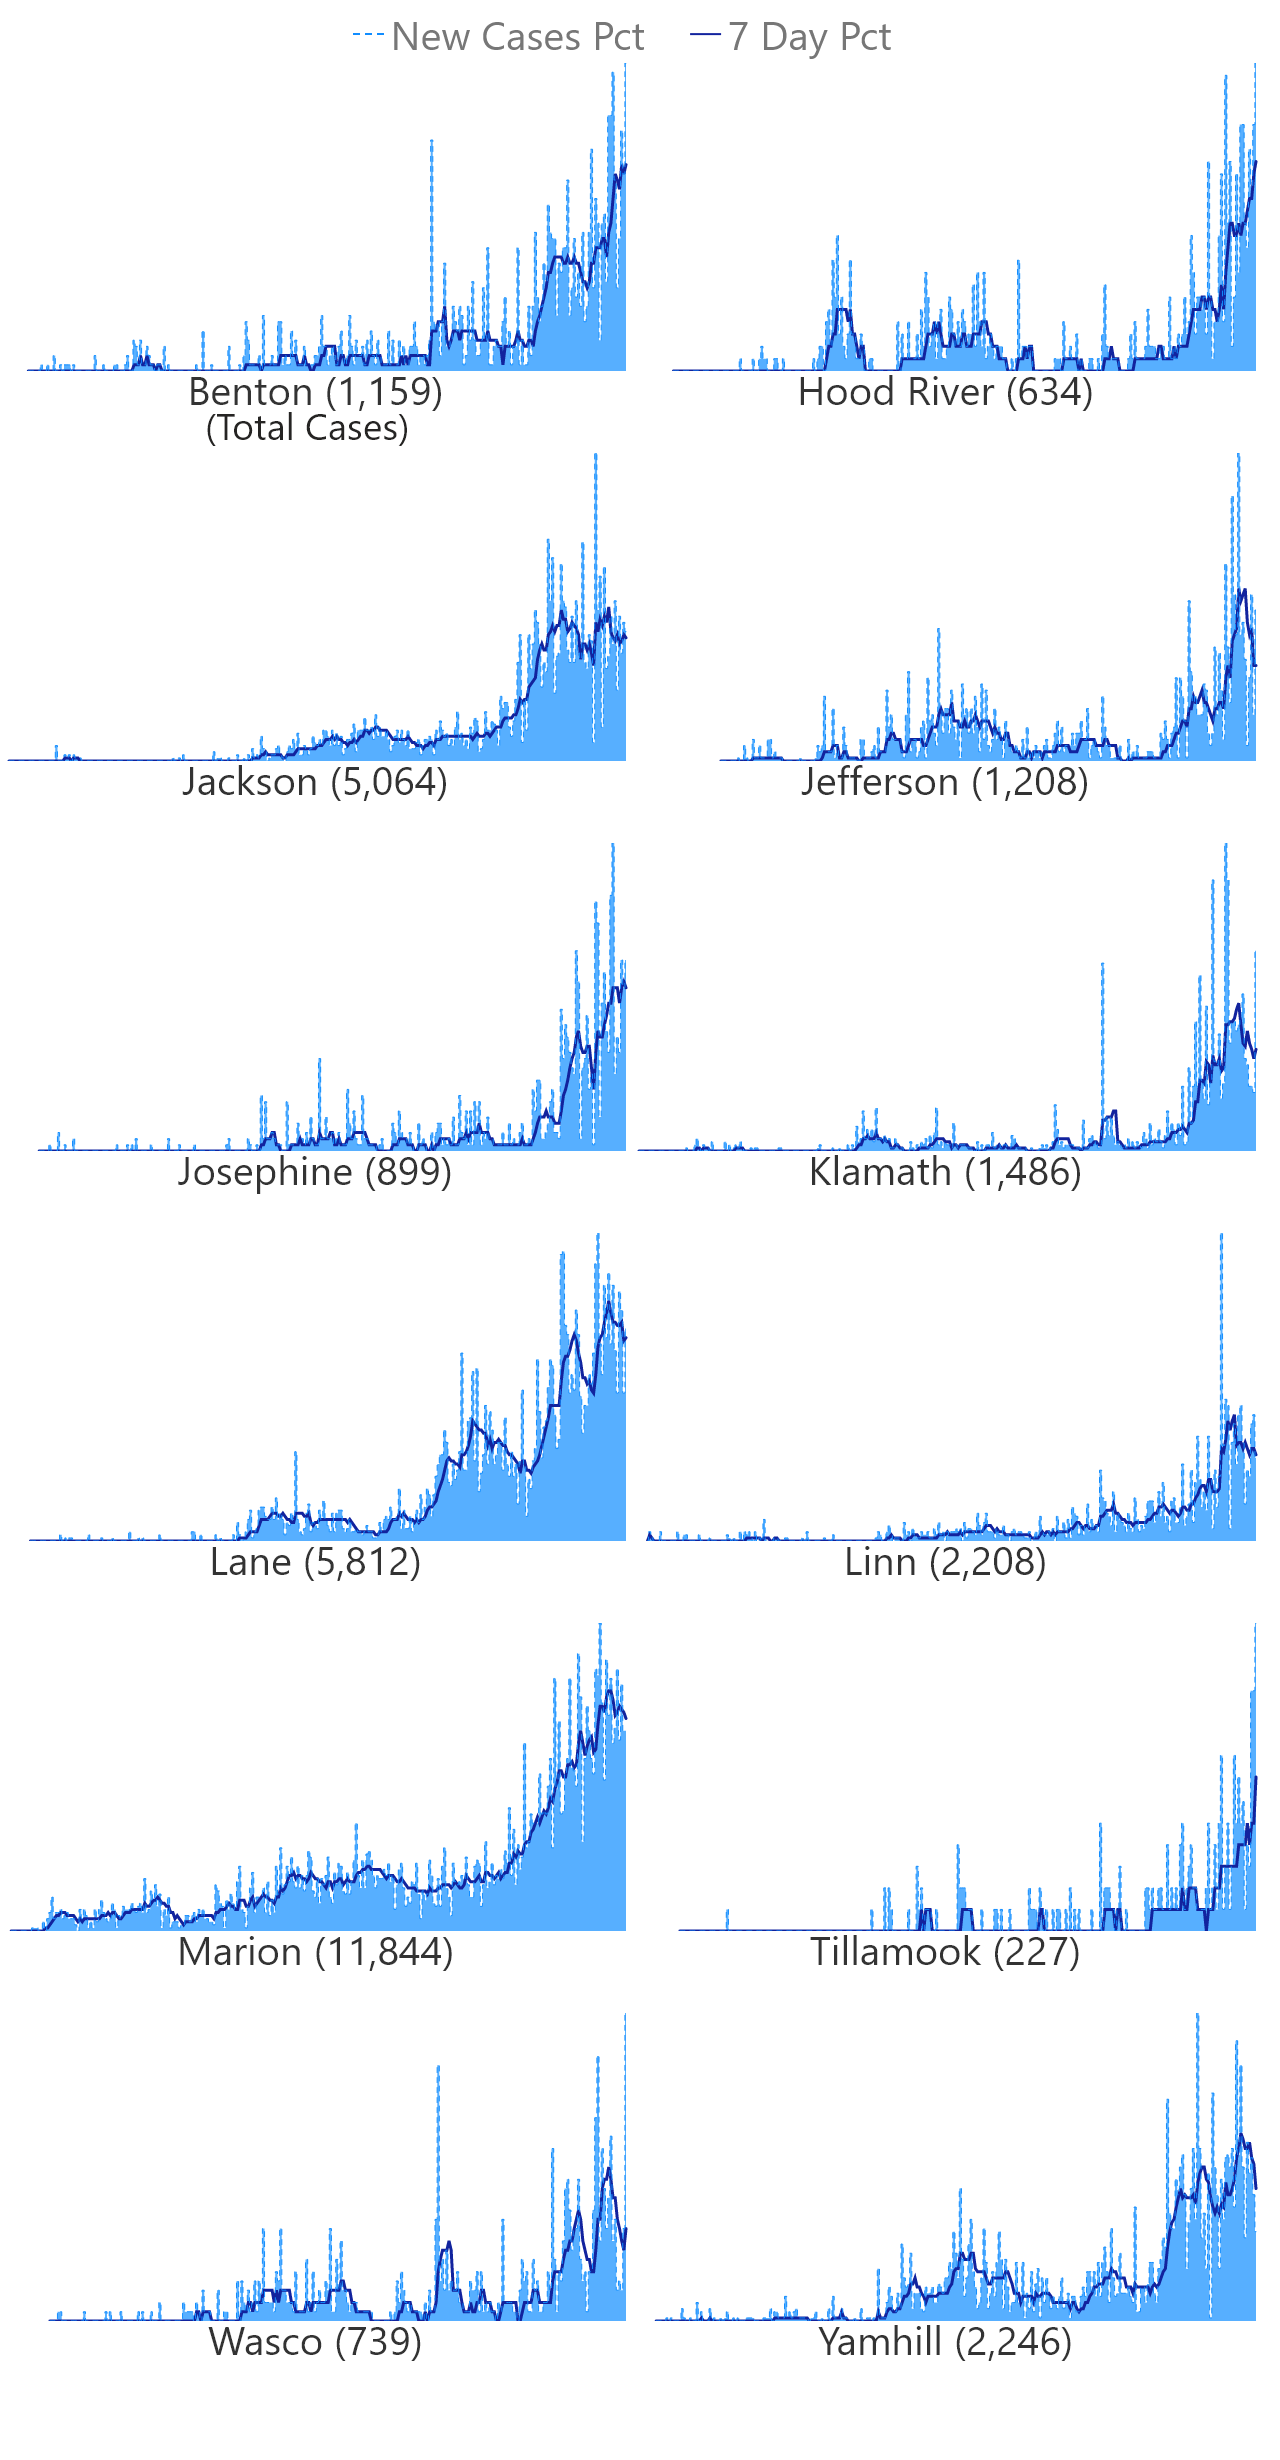 New Cases Pct 7 Day Pct
Benton (1,159) Hood River (634)
(Total Cases)
Jackson (5,064) Jefferson (1,208)
Josephine (899) Klamath (1,486)
Lane (5,812) Linn (2,208)
Marion (11,844) Tillamook (227)
Wasco (739) Yamhill (2,246)